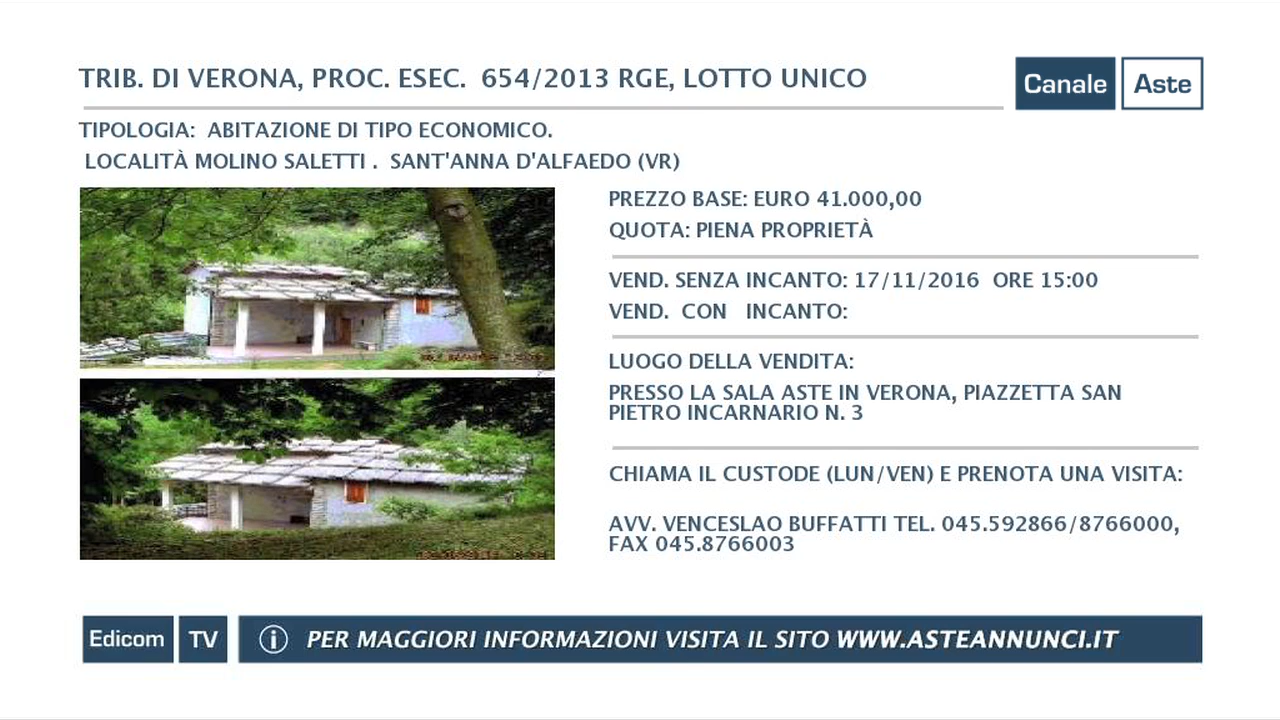 TRIB. DI VERONA, PROC. ESEC.  654/2013 RGE, LOTTO UNICO
Canale Aste
TIPOLOGIA:  ABITAZIONE DI TIPO ECONOMICO.
LOCALITÀ MOLINO SALETTI .  SANT'ANNA D'ALFAEDO (VR)
PREZZO BASE: EURO 41.000,00
QUOTA: PIENA PROPRIETÀ
VEND. SENZA INCANTO: 17/11/2016  ORE 15:00
VEND.  CON   INCANTO:
LUOGO DELLA VENDITA:
PRESSO LA SALA ASTE IN VERONA, PIAZZETTA SAN
PIETRO INCARNARIO N. 3
CHIAMA IL CUSTODE (LUN/VEN) E PRENOTA UNA VISITA:
AVV. VENCESLAO BUFFATTI TEL. 045.592866/8766000,
FAX 045.8766003
Edicom TV
PER MAGGIORI INFORMAZIONI VISITA IL SITO WWW.ASTEANNUNCI.IT